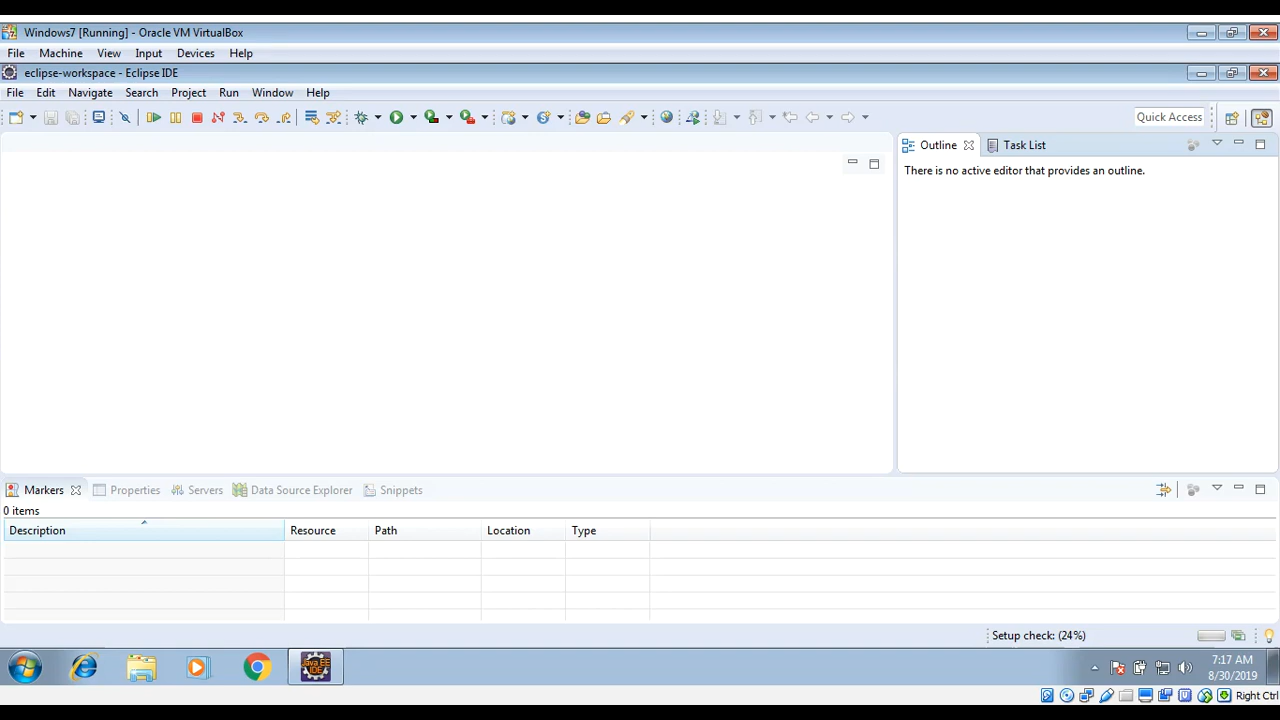 Windows7 [Running] - Oracle VM VirtualBox
File Machine View Input Devices Help
eclipse-workspace - Eclipse IDE
File Edit Navigate Search Project Run Window Help
Quick Access
Outline Task List
There is no active editor that provides an outline.
Markers Properties Servers Data Source Explorer Snippets
0 items
Description Resource Path Location Type
Setup check: (24%)
Java EE
IDE
7:17 AM
8/30/2019
Right Ctrl